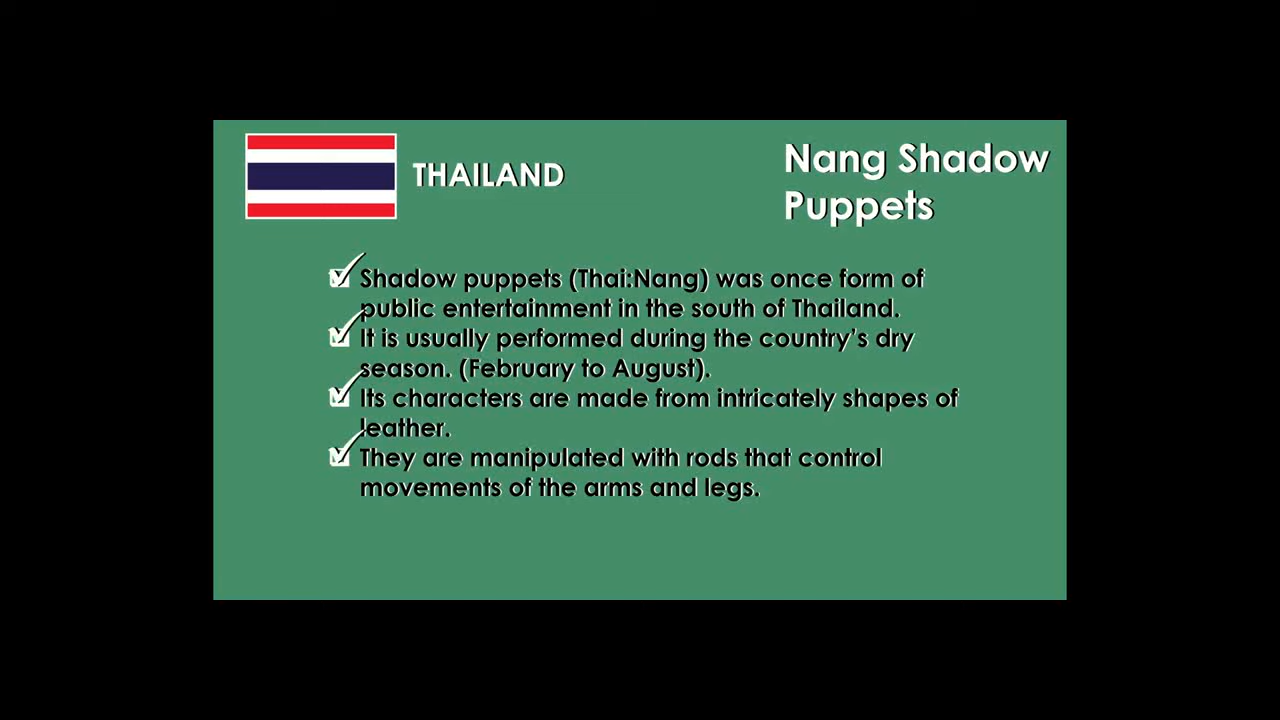 THAILAND
Nang Shadow
Puppets
Shadow puppets (Thai:Nang) was once form of
public entertainment in the south of Thailand.
It is usually performed during the country's dry
season. (February to August).
Its characters are made from intricately shapes of
leather.
They are manipulated with rods that control
movements of the arms and legs.